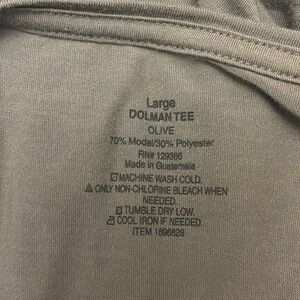 Large
DOLMAN TEE
OLIVE
70% Modal/30% Polyester
RN# 129386
Made in Guatemala
MACHINE WASH COLD.
ONLY NON-CHLORINE BLEACH WHEN
NEEDED.
TUMBLE DRY LOW.
COOL IRON IF NEEDED.
ITEM 1896828